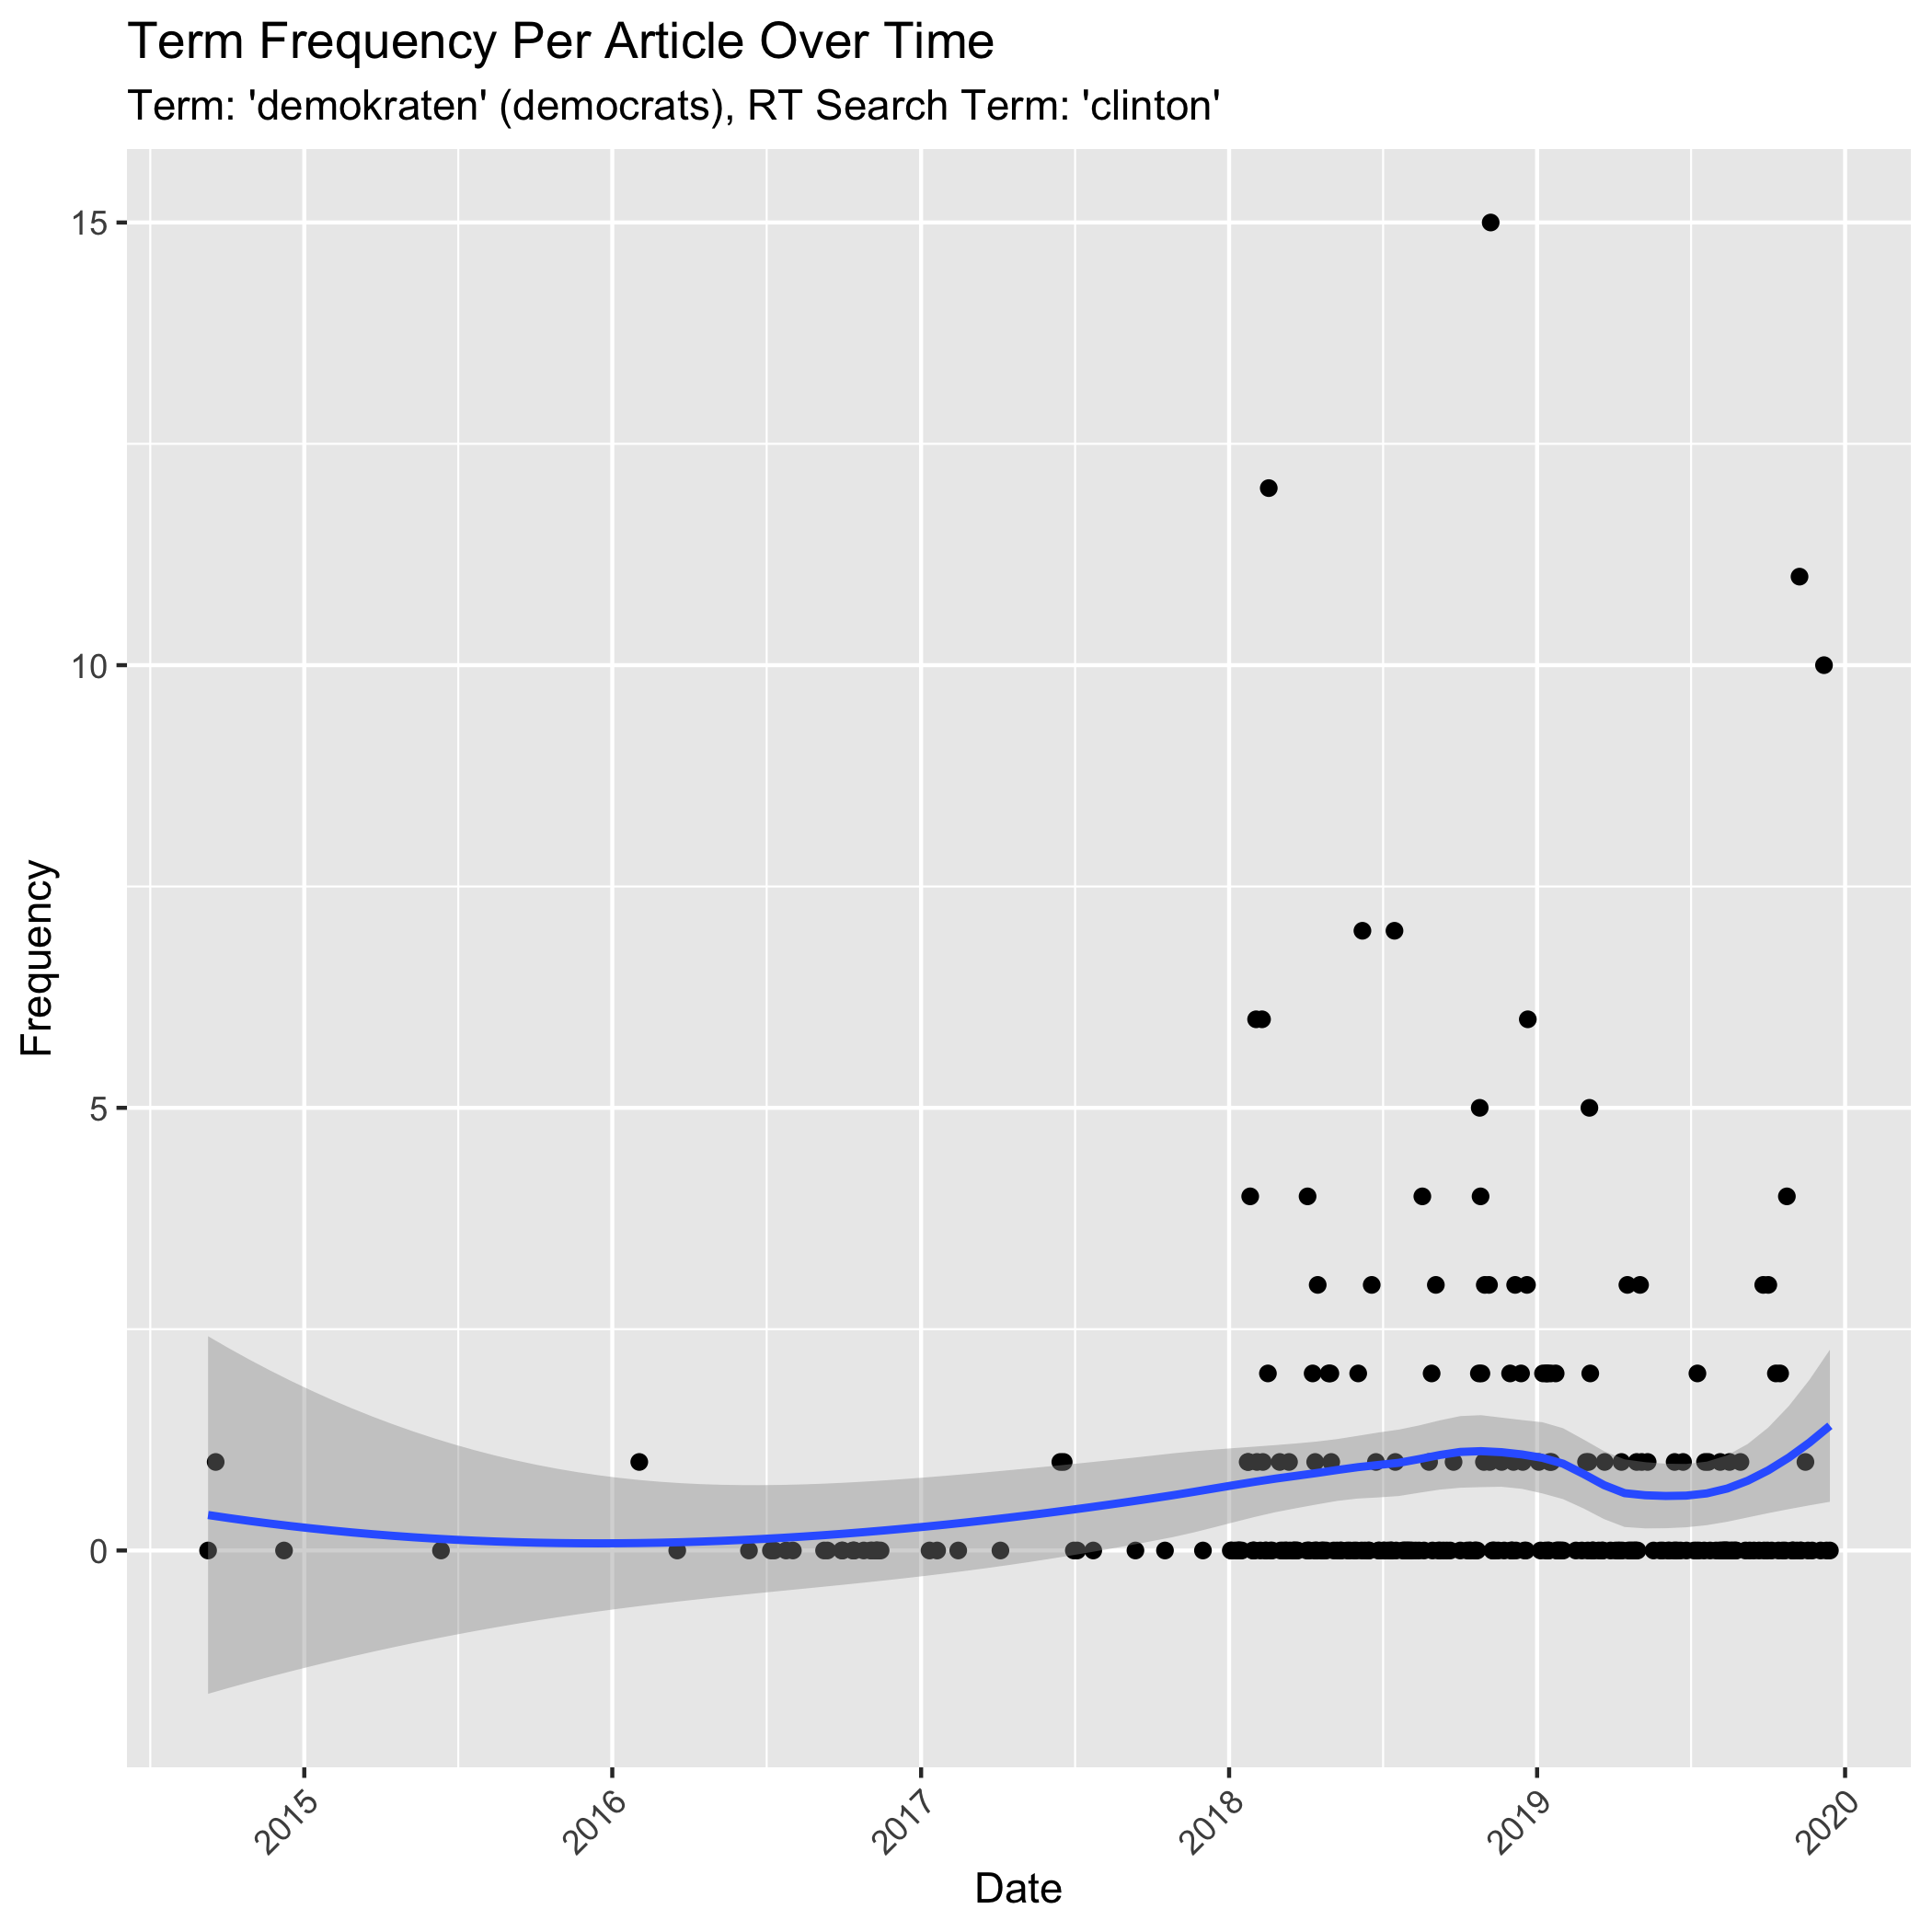 Term Frequency Per Article Over Time
Term: 'demokraten' (democrats), RT Search Term: 'clinton'
Frequency
15
10
5
0
2015
2016
2017
2018
2019
2020
Date